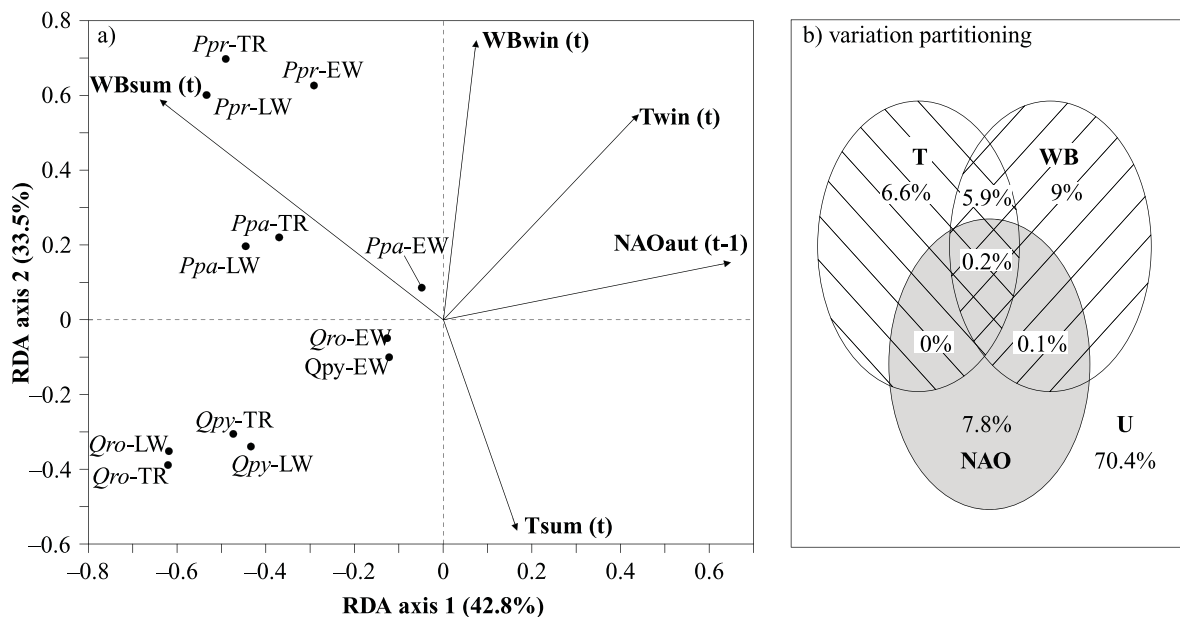 a)
b) variation partitioning
0.8
0.6
0.4
0.2
0
–0.2
–0.4
–0.6
RDA axis 2 (33.5%)
Ppr-TR
Ppr-EW
WBsum (t)
Ppr-LW
WBwin (t)
Twin (t)
Ppa-TR
Ppa-LW
Ppa-EW
NAOaut (t-1)
Qro-EW
Qpy-EW
Qpy-TR
Qro-LW
Qpy-LW
Qro-TR
Tsum (t)
–0.8 –0.6 –0.4 –0.2 0 0.2 0.4 0.6
RDA axis 1 (42.8%)
T WB
6.6% 5.9% 9%
0.2%
0% 0.1%
7.8% U
NAO 70.4%